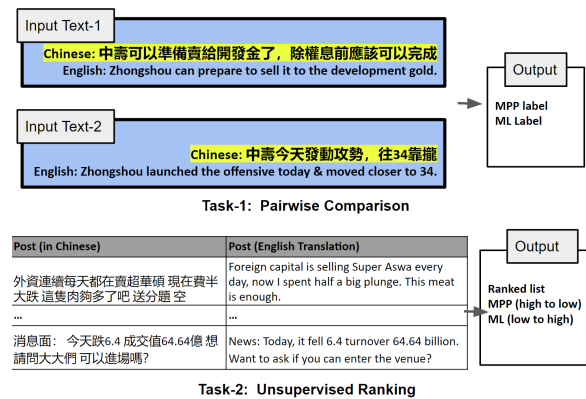 Input Text-1
Chinese: 中壽可以準備賣給開發金了，除權息前應該可以完成
English: Zhongshou can prepare to sell it to the development gold.
Input Text-2
Chinese: 中壽今天發動攻勢，往34靠攏
English: Zhongshou launched the offensive today & moved closer to 34.
Output
MPP label
ML Label
Task-1: Pairwise Comparison
Post (in Chinese)
Post (English Translation)
外資連續每天都在賣超華碩 現在費半
大跌 這隻肉夠多了吧 送分題 空
Foreign capital is selling Super Aswa every
day, now I spent half a big plunge. This meat
is enough.
...
...
消息面： 今天跌6.4 成交值64.64億 想
請問大大們 可以進場嗎?
News: Today, it fell 6.4 turnover 64.64 billion.
Want to ask if you can enter the venue?
Output
Ranked list
MPP (high to low)
ML (low to high)
Task-2: Unsupervised Ranking